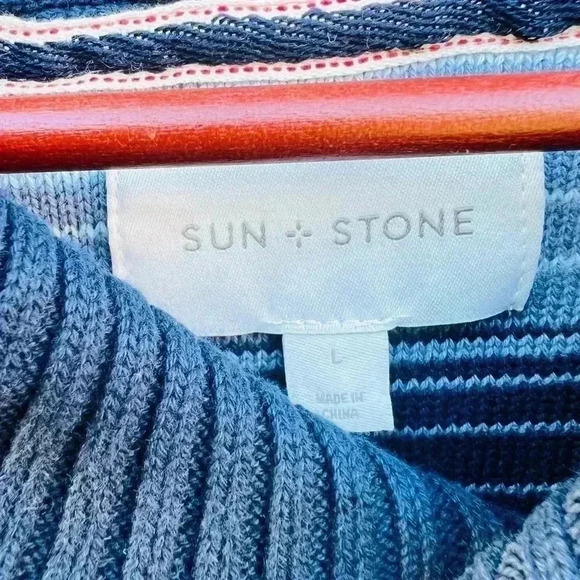 SUN + STONE
L
MADE IN
CHINA